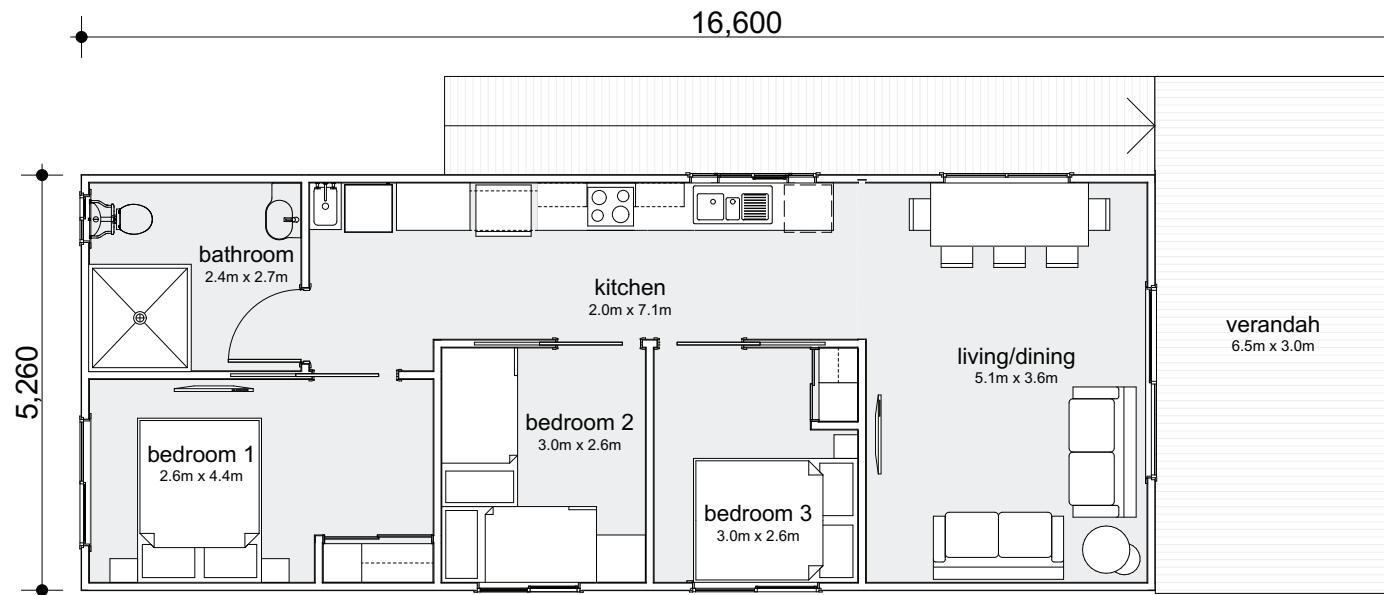 16,600
bathroom
2.4m x 2.7m
kitchen
2.0m x 7.1m
verandah
6.5m x 3.0m
living/dining
5.1m x 3.6m
5,260
bedroom 1
2.6m x 4.4m
bedroom 2
3.0m x 2.6m
bedroom 3
3.0m x 2.6m